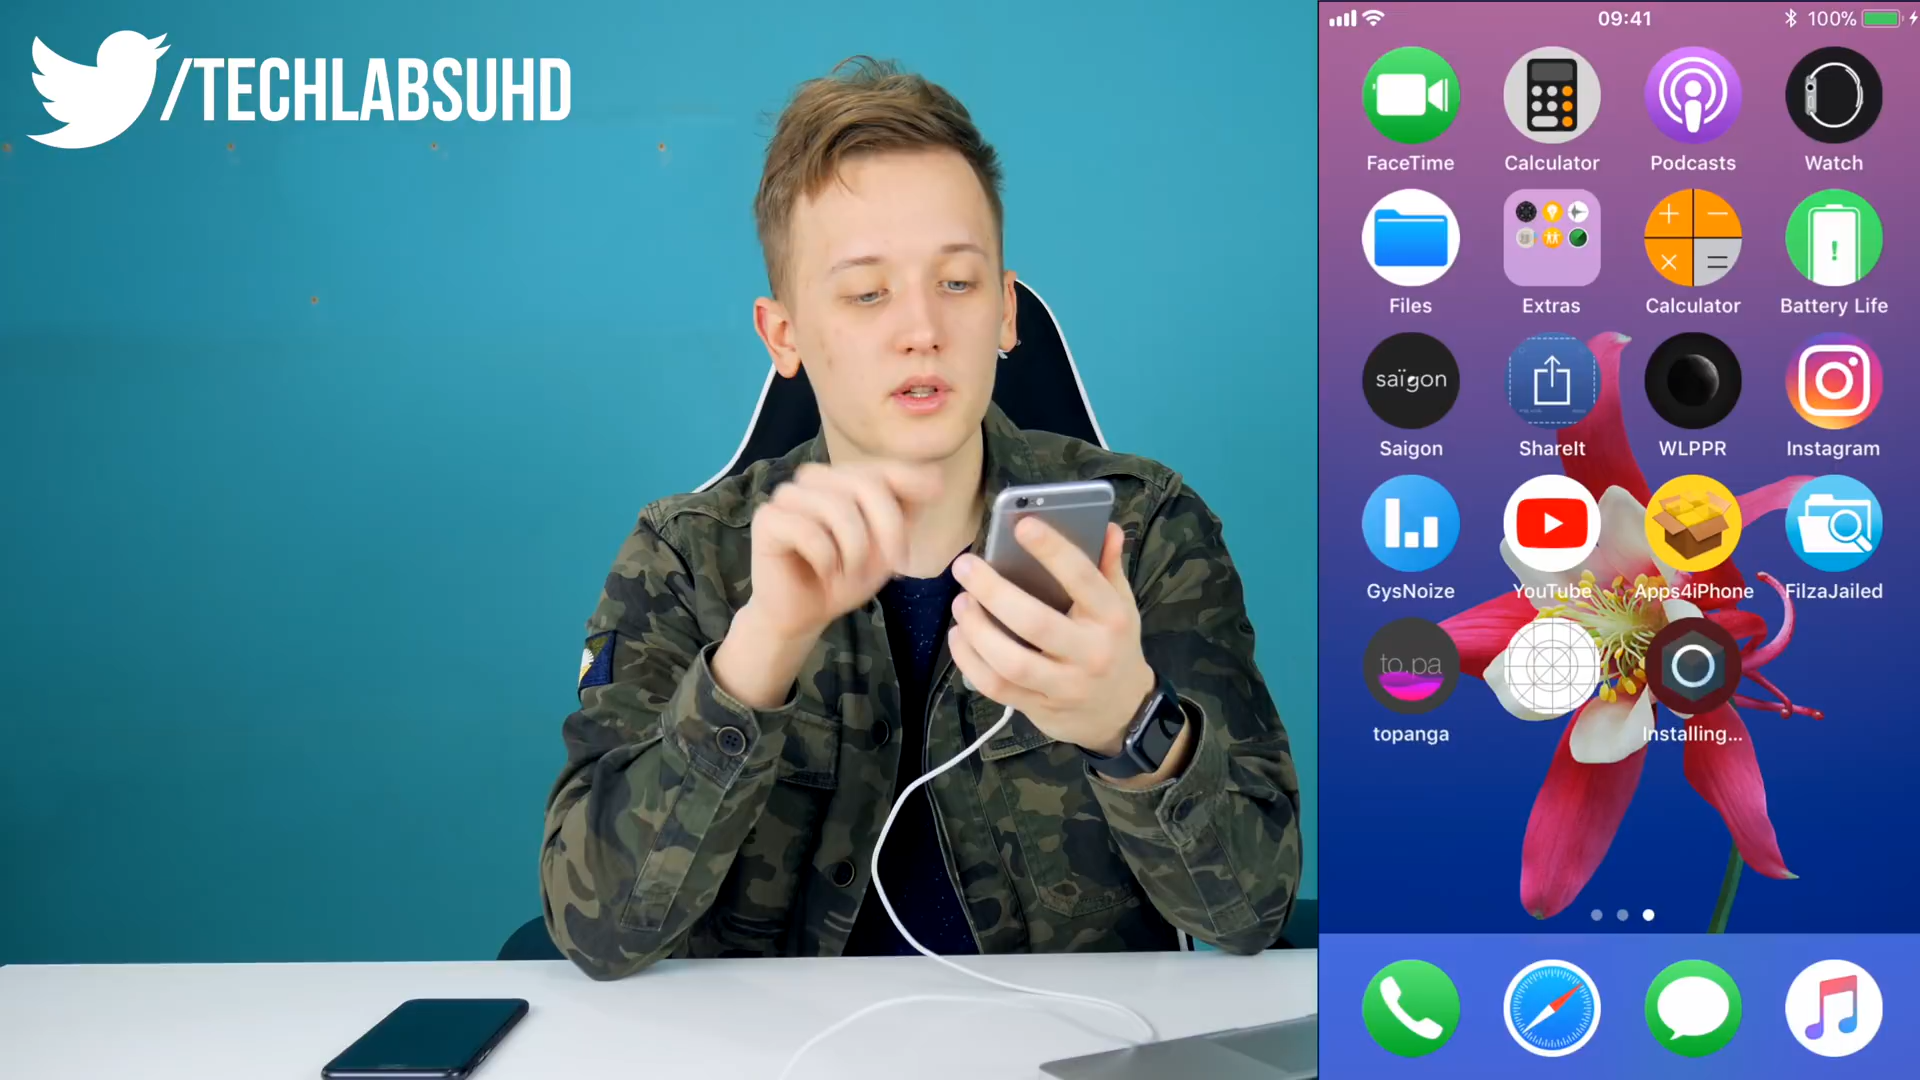 /TECHLABSUHD
09:41
100%
FaceTime
Calculator
Podcasts
Watch
Files
Extras
Calculator
Battery Life
saïgon
Saigon
ShareIt
WLPPR
Instagram
GysNoize
YouTube
Apps4iPhone
FilzaJailed
to.pa
topanga
Installing...